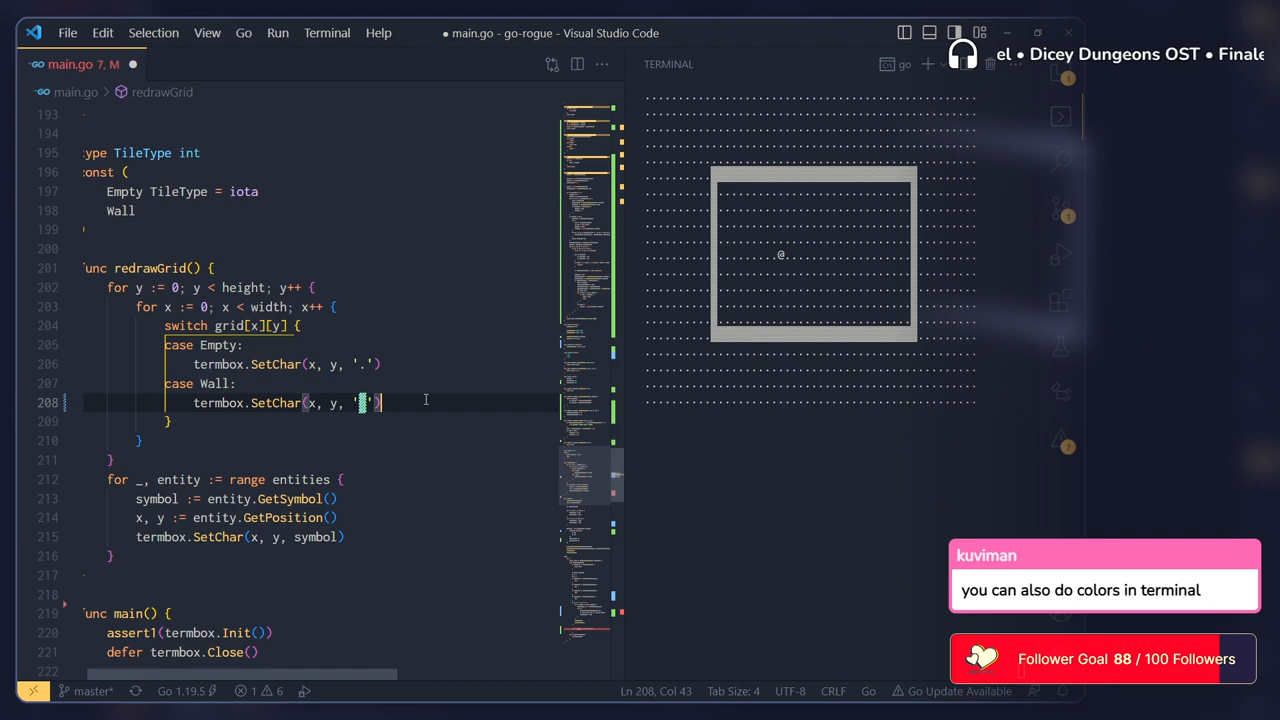 File Edit Selection View Go Run Terminal Help
● main.go - go-rogue - Visual Studio Code
el • Dicey Dungeons OST • Finale
GO main.go 7, M ●
TERMINAL
go
GO main.go > redrawGrid
193
194
195 ype TileType int
196 const (
197 Empty TileType = iota
198 Wall
199 )
200
201 unc redrawGrid() {
202 for y := 0; y < height; y++ {
203 for x := 0; x < width; x++ {
204 switch grid[x][y] {
205 case Empty:
206 termbox.SetChar(x, y, '.')
207 case Wall:
208 termbox.SetChar(x, y, '▒')
209 }
210 }
211 }
212 for _, entity := range entities {
213 symbol := entity.GetSymbol()
214 x, y := entity.GetPosition()
215 termbox.SetChar(x, y, symbol)
216 }
217
218
219 unc main() {
220 assert1(termbox.Init())
221 defer termbox.Close()
222
@
1
1
7
kuviman
you can also do colors in terminal
Follower Goal 88 / 100 Followers
master* Go 1.19.5 1 6
Ln 208, Col 43 Tab Size: 4 UTF-8 CRLF Go Go Update Available